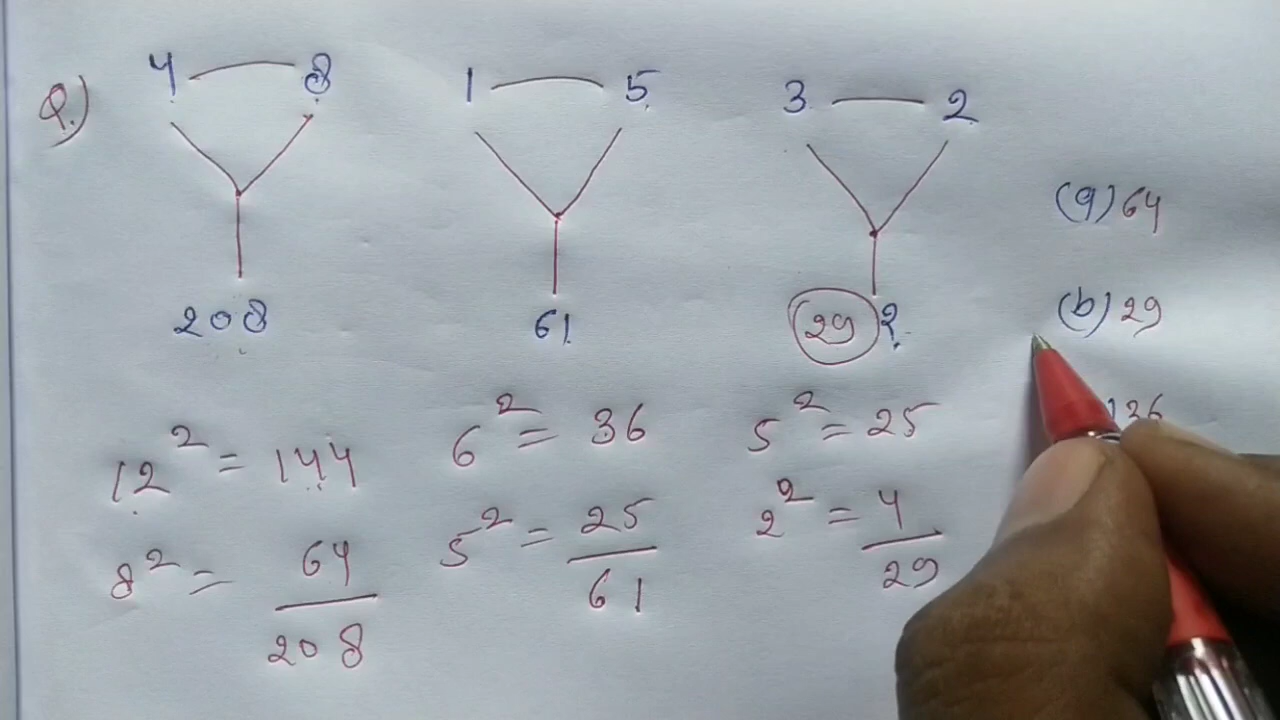 Q.) 4 8 1 5 3 2
(a) 64
208 61 29 ? (b) 29
12² = 144 6² = 36 5² = 25 ) 36
8² = 64 5² = 25 2² = 4
208 61 29